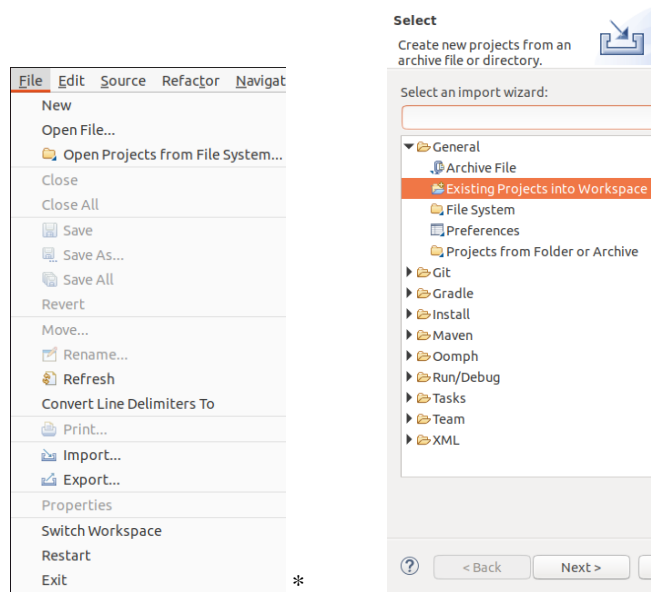 File Edit Source Refactor Navigat
New
Open File...
Open Projects from File System...
Close
Close All
Save
Save As...
Save All
Revert
Move...
Rename...
Refresh
Convert Line Delimiters To
Print...
Import...
Export...
Properties
Switch Workspace
Restart
Exit
*
Select
Create new projects from an
archive file or directory.
Select an import wizard:
General
Archive File
Existing Projects into Workspace
File System
Preferences
Projects from Folder or Archive
Git
Gradle
Install
Maven
Oomph
Run/Debug
Tasks
Team
XML
? < Back Next >